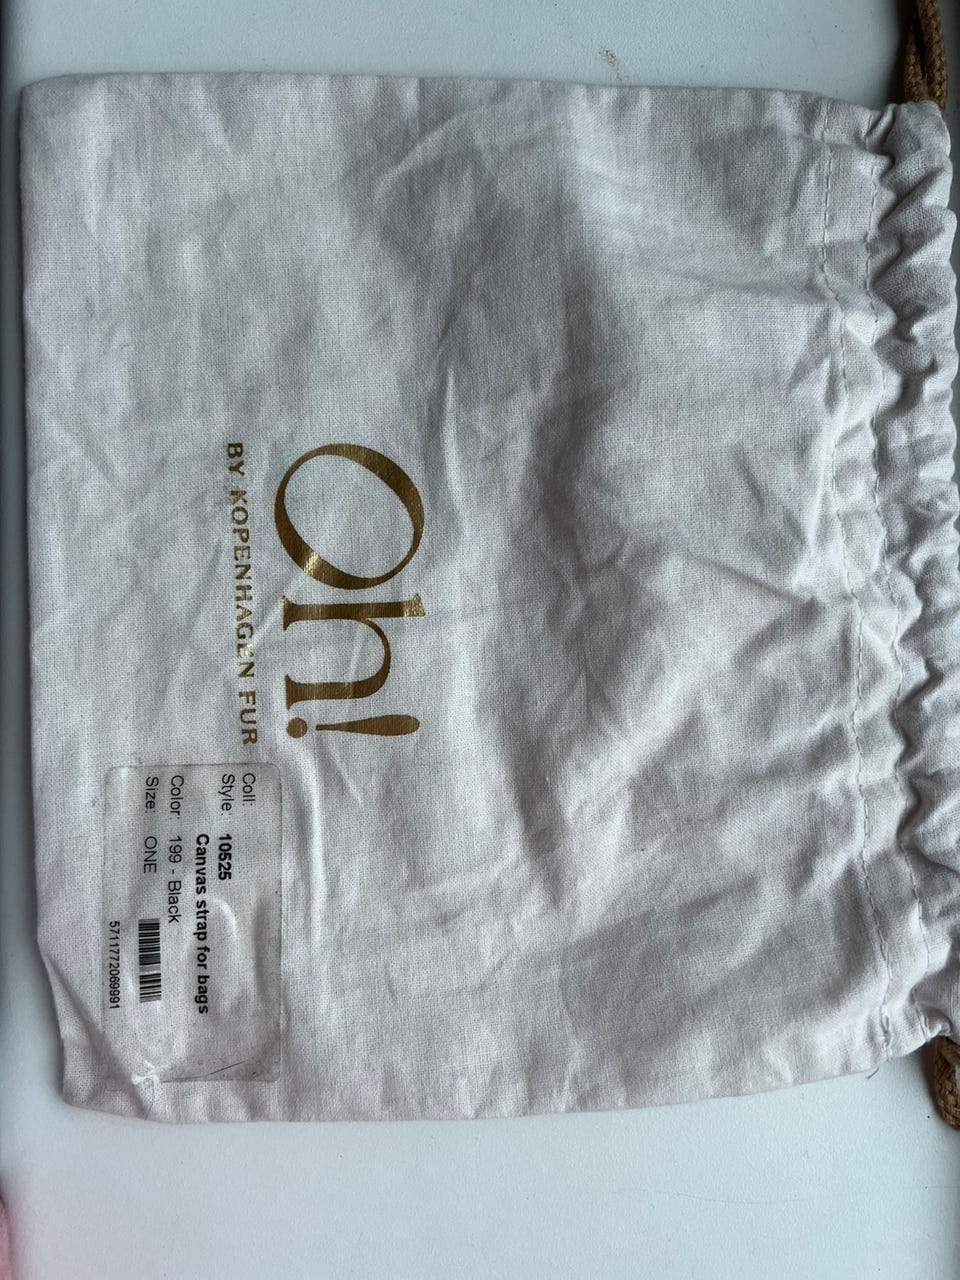 Oh!
BY KOPENHAGEN FUR
Coll:
Style: 10525
Canvas strap for bags
Color: 199 - Black
Size: ONE
5711772069991